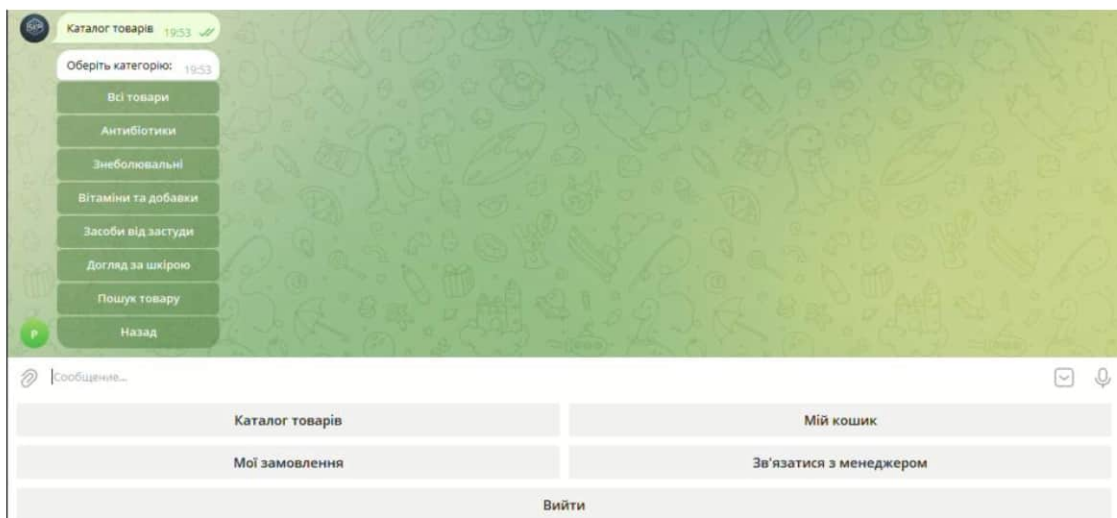 Каталог товарів 19:53
Оберіть категорію: 19:53
Всі товари
Антибіотики
Знеболювальні
Вітаміни та добавки
Засоби від застуди
Догляд за шкірою
Пошук товару
Назад
P
Сообщение...
Каталог товарів
Мій кошик
Мої замовлення
Зв'язатися з менеджером
Вийти